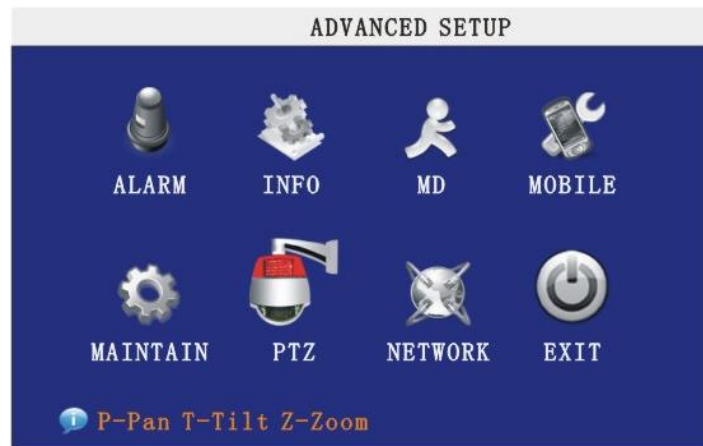 ADVANCED SETUP
ALARM INFO MD MOBILE
MAINTAIN PTZ NETWORK EXIT
P-Pan T-Tilt Z-Zoom